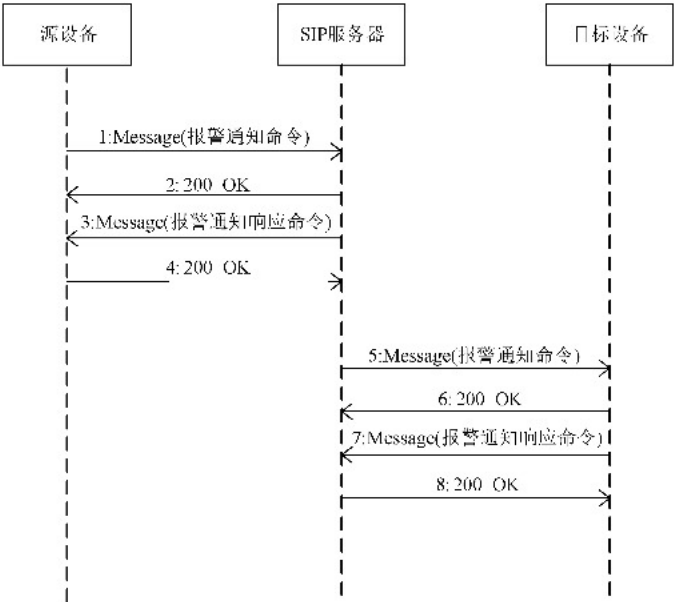 源设备
SIP服务器
目标设备
1:Message(报警通知命令)
2: 200 OK
3:Message(报警通知响应命令)
4: 200 OK
5:Message(报警通知命令)
6: 200 OK
7:Message(报警通知响应命令)
8: 200 OK